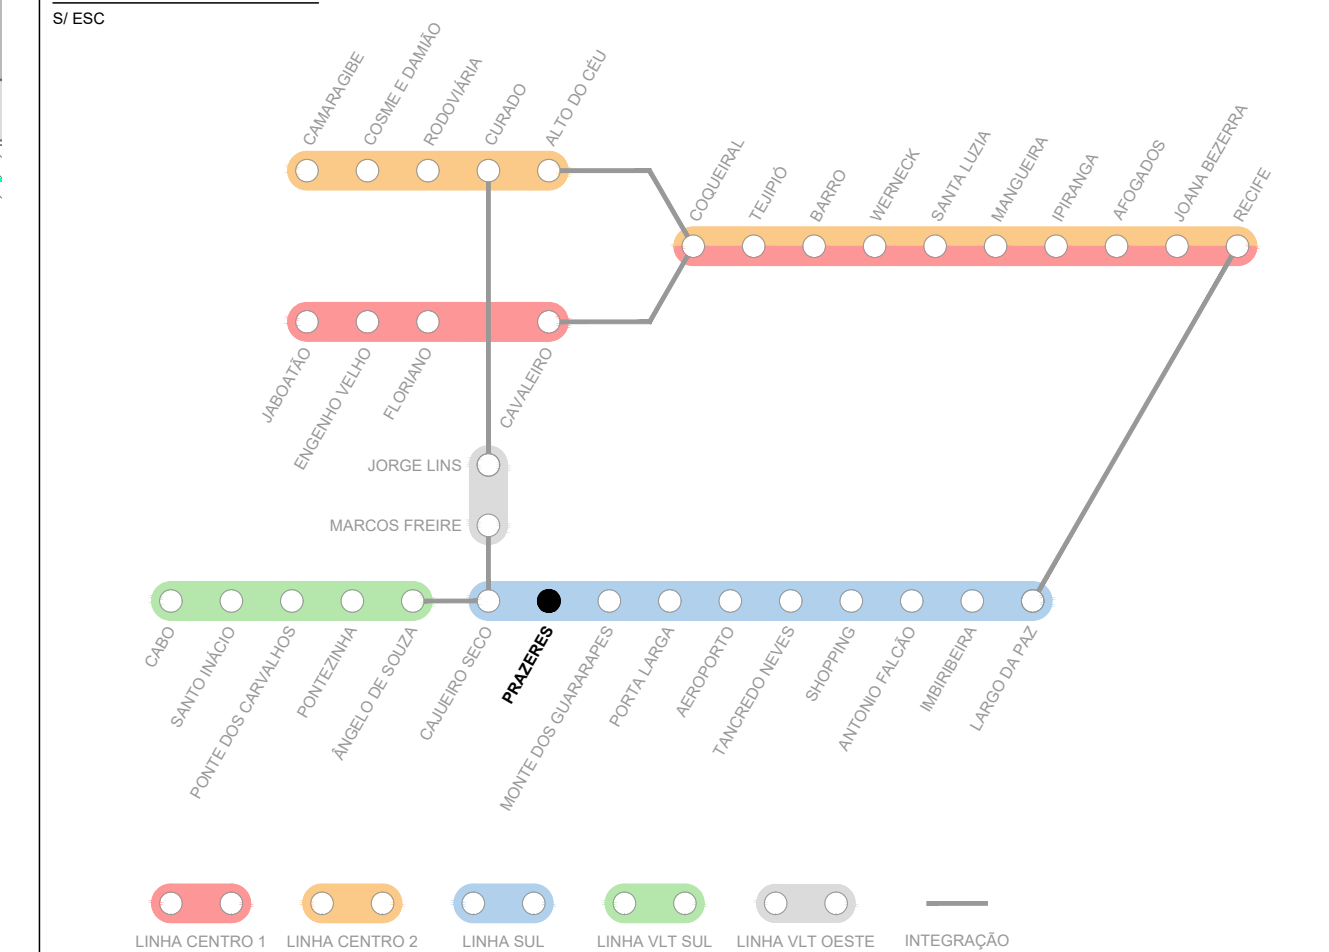 S/ ESC
CAMARAGIBE
COSME E DAMIÃO
RODOVIÁRIA
CURADO
ALTO DO CÉU
COQUEIRAL
TEJIPIÓ
BARRO
WERNECK
SANTA LUZIA
MANGUEIRA
IPIRANGA
AFOGADOS
JOANA BEZERRA
RECIFE
JABOATÃO
ENGENHO VELHO
FLORIANO
CAVALEIRO
JORGE LINS
MARCOS FREIRE
CABO
SANTO INÁCIO
PONTE DOS CARVALHOS
PONTEZINHA
ÂNGELO DE SOUZA
CAJUEIRO SECO
PRAZERES
MONTE DOS GUARARAPES
PORTA LARGA
AEROPORTO
TANCREDO NEVES
SHOPPING
ANTONIO FALCÃO
IMBIRIBEIRA
LARGO DA PAZ
LINHA CENTRO 1
LINHA CENTRO 2
LINHA SUL
LINHA VLT SUL
LINHA VLT OESTE
INTEGRAÇÃO